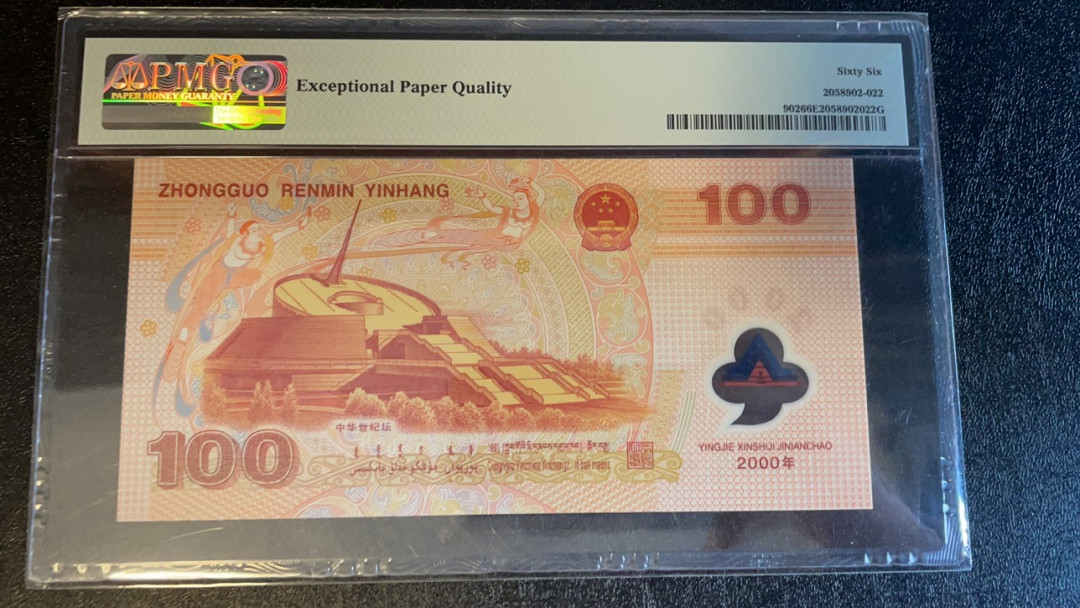 PMG
PAPER MONEY GUARANTY
Exceptional Paper Quality
Sixty Six
2058902-022
90266E2058902022G
ZHONGGUO RENMIN YINHANG
100
中华世纪坛
100
YINGJIE XINSHIJI JINIANCHAO
2000年